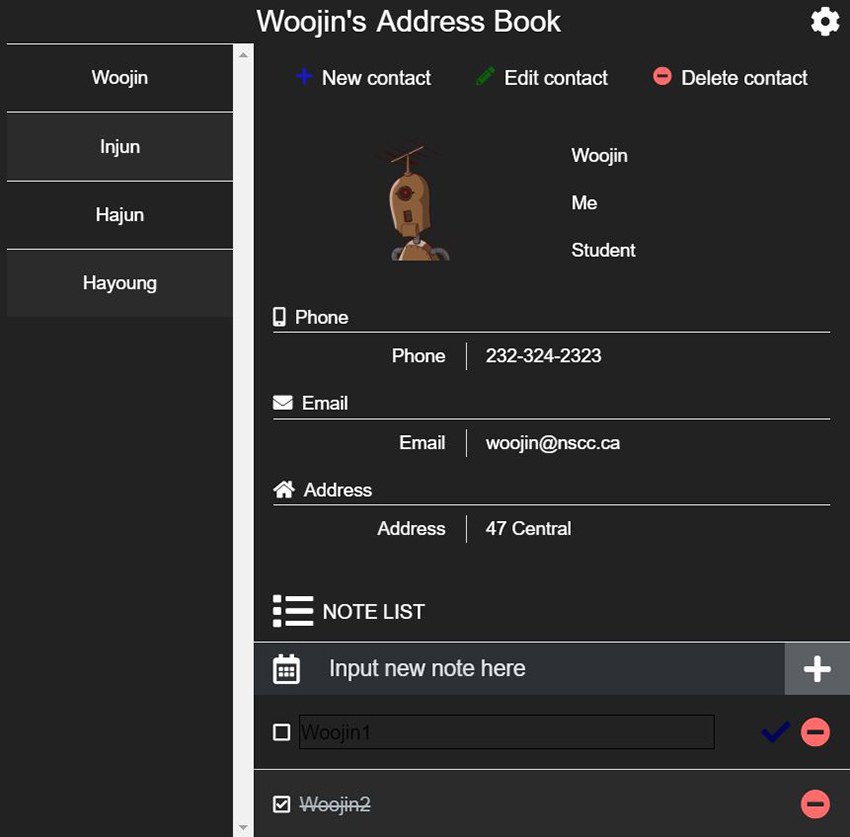 Woojin's Address Book
Woojin
Injun
Hajun
Hayoung
New contact
Edit contact
Delete contact
Woojin
Me
Student
Phone
Phone 232-324-2323
Email
Email woojin@nscc.ca
Address
Address 47 Central
NOTE LIST
Input new note here
Woojin1
Woojin2